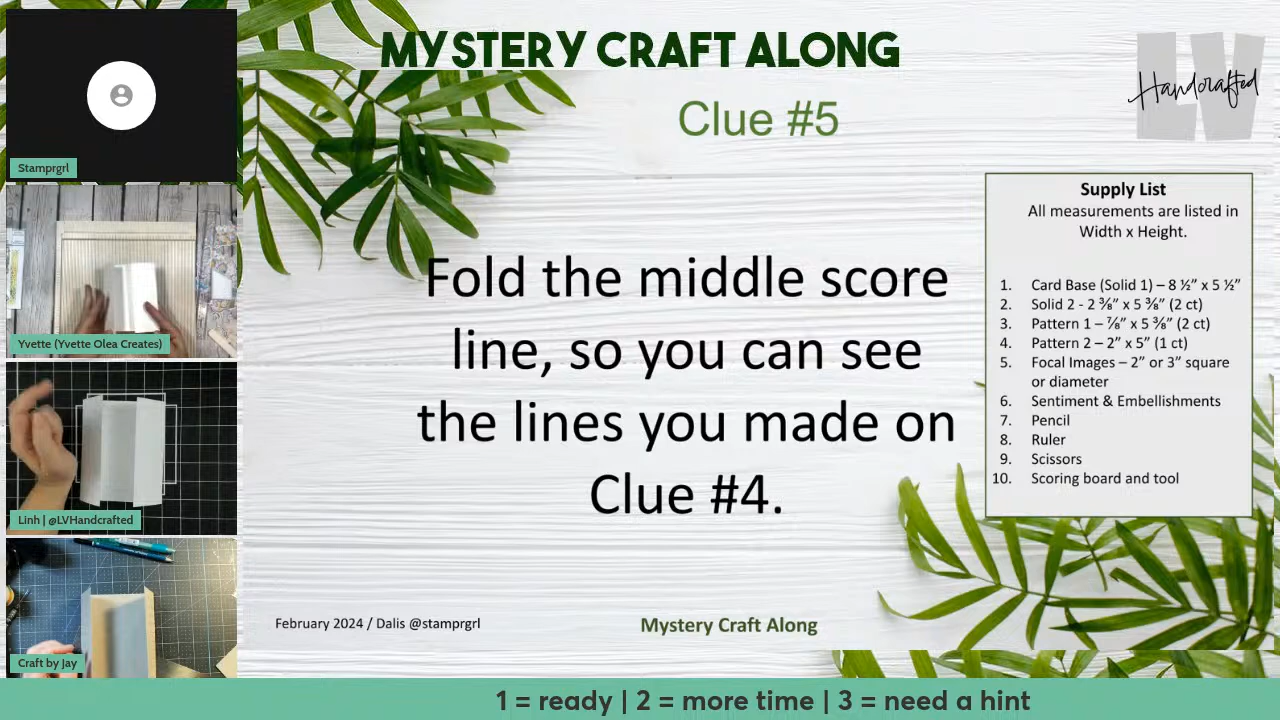 MYSTERY CRAFT ALONG
Handcrafted
Clue #5
Stamprgrl
Yvette (Yvette Olea Creates)
Linh | @LVHandcrafted
Craft by Jay
Fold the middle score
line, so you can see
the lines you made on
Clue #4.
Supply List
All measurements are listed in
Width x Height.
1. Card Base (Solid 1) – 8 ½” x 5 ½”
2. Solid 2 - 2 ⅜” x 5 ⅜” (2 ct)
3. Pattern 1 – ⅞” x 5 ⅜” (2 ct)
4. Pattern 2 – 2” x 5” (1 ct)
5. Focal Images – 2” or 3” square
or diameter
6. Sentiment & Embellishments
7. Pencil
8. Ruler
9. Scissors
10. Scoring board and tool
February 2024 / Dalis @stamprgrl
Mystery Craft Along
1 = ready | 2 = more time | 3 = need a hint